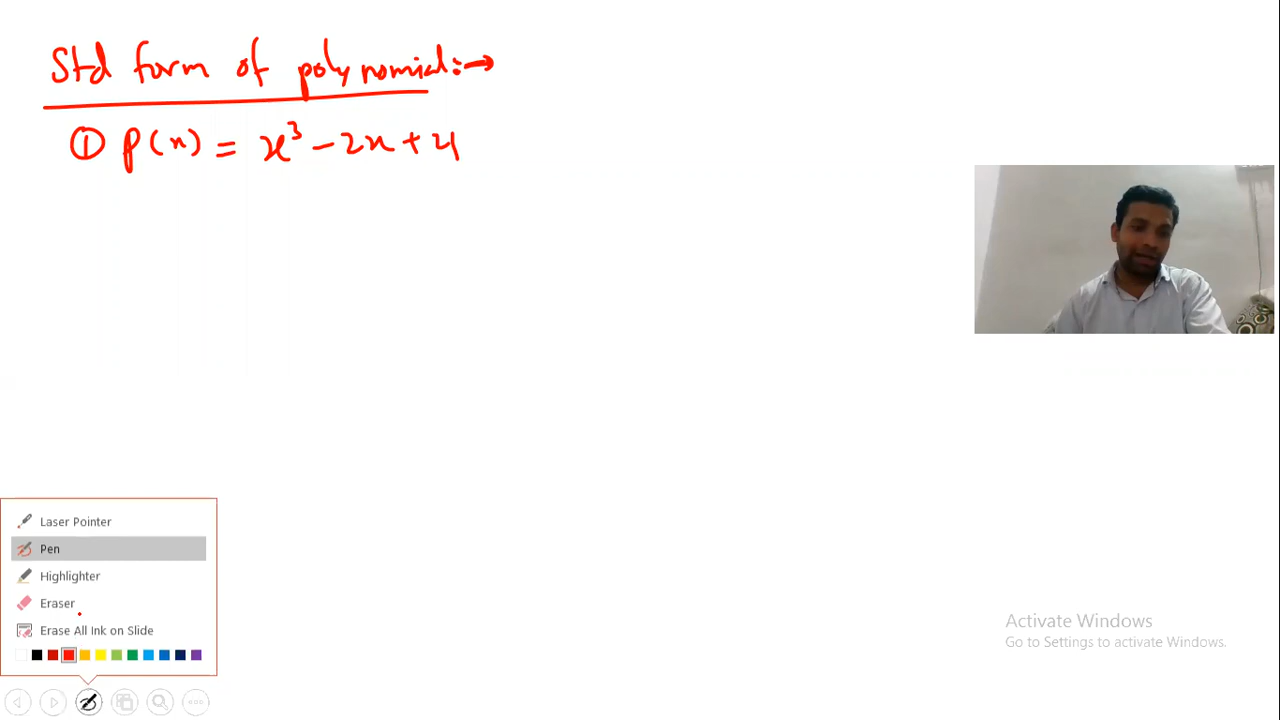 Std form of polynomial:→
① p(x) = x³ - 2x + 4
Laser Pointer
Pen
Highlighter
Eraser
Erase All Ink on Slide
Activate Windows
Go to Settings to activate Windows.